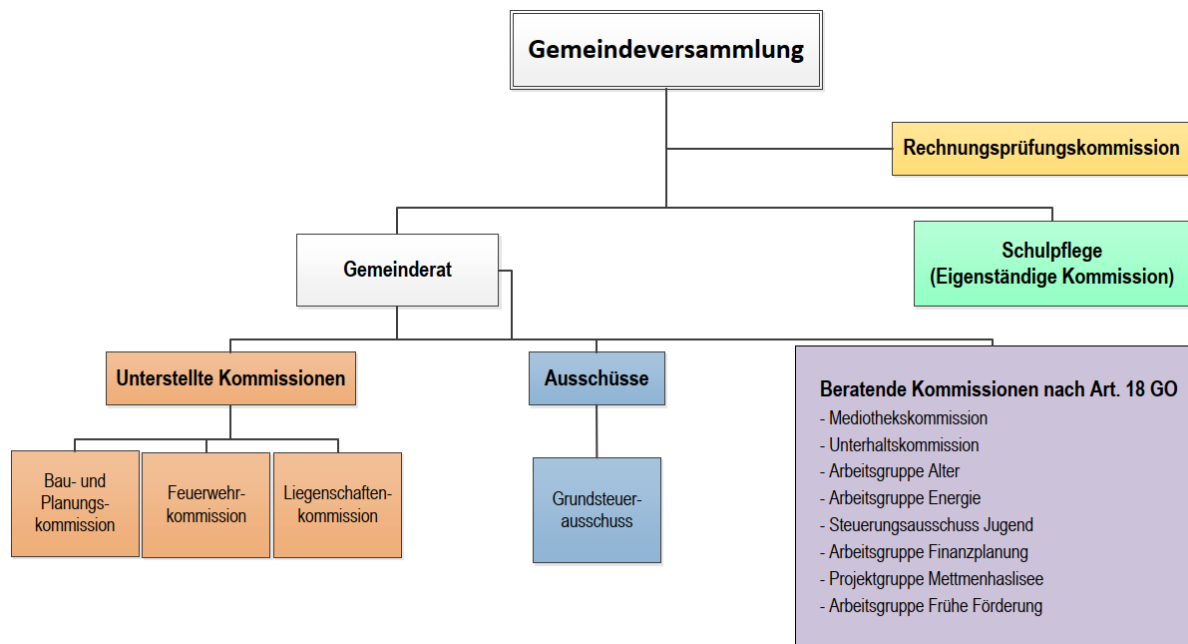 Gemeindeversammlung
Rechnungsprüfungskommission
Gemeinderat
Schulpflege
(Eigenständige Kommission)
Unterstellte Kommissionen
Ausschüsse
Bau- und
Planungs-
kommission
Feuerwehr-
kommission
Liegenschaften-
kommission
Grundsteuer-
ausschuss
Beratende Kommissionen nach Art. 18 GO
- Mediothekskommission
- Unterhaltskommission
- Arbeitsgruppe Alter
- Arbeitsgruppe Energie
- Steuerungsausschuss Jugend
- Arbeitsgruppe Finanzplanung
- Projektgruppe Mettmenhaslisee
- Arbeitsgruppe Frühe Förderung